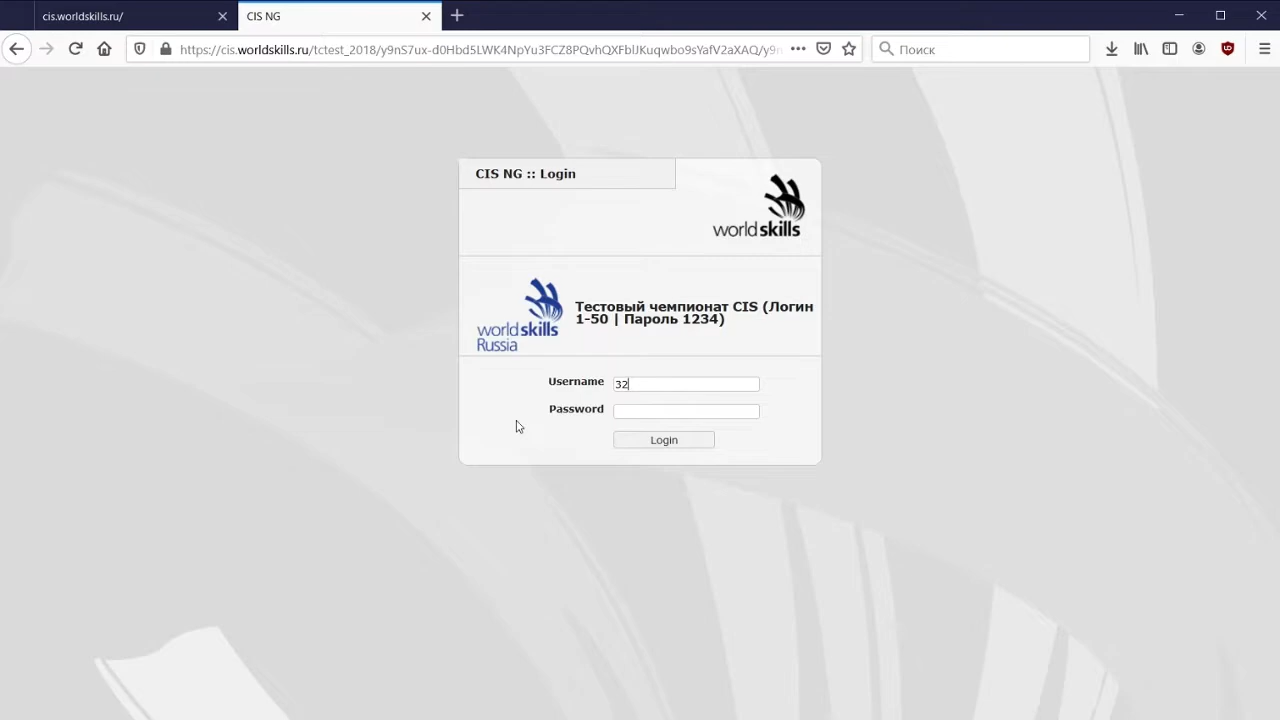 cis.worldskills.ru/
CIS NG
https://cis.worldskills.ru/tctest_2018/y9nS7ux-d0Hbd5LWK4NpYu3FCZ8PQvhQXFblJKuqwbo9sYafV2aXAQ/y9n
Поиск
CIS NG :: Login
worldskills
Тестовый чемпионат CIS (Логин
1-50 | Пароль 1234)
worldskills
Russia
Username 32
Password
Login